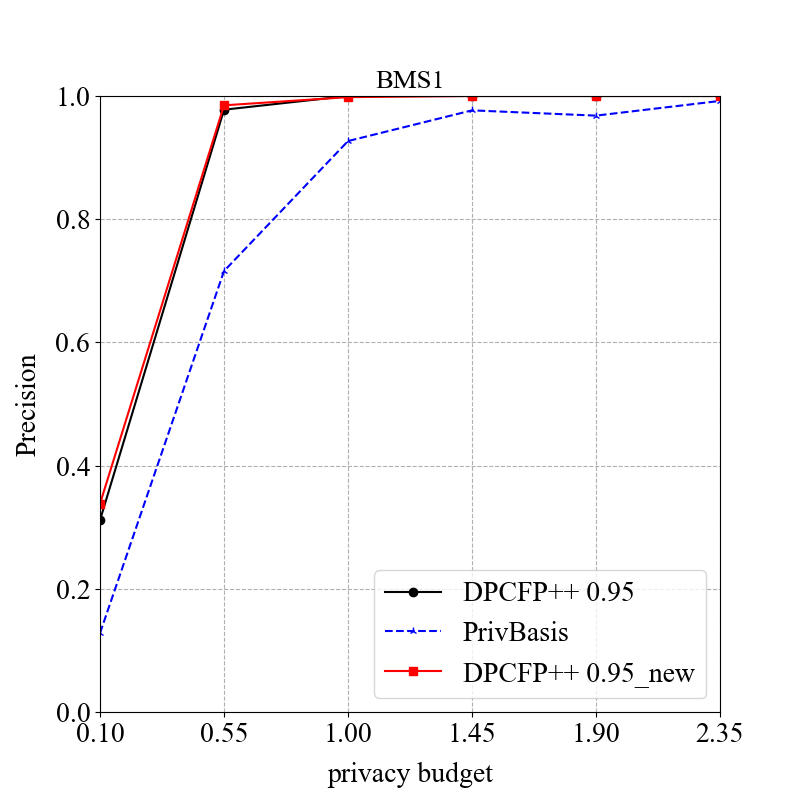 BMS1
1.0
0.8
0.6
0.4
0.2
0.0
Precision
0.10 0.55 1.00 1.45 1.90 2.35
privacy budget
DPCFP++ 0.95
PrivBasis
DPCFP++ 0.95_new